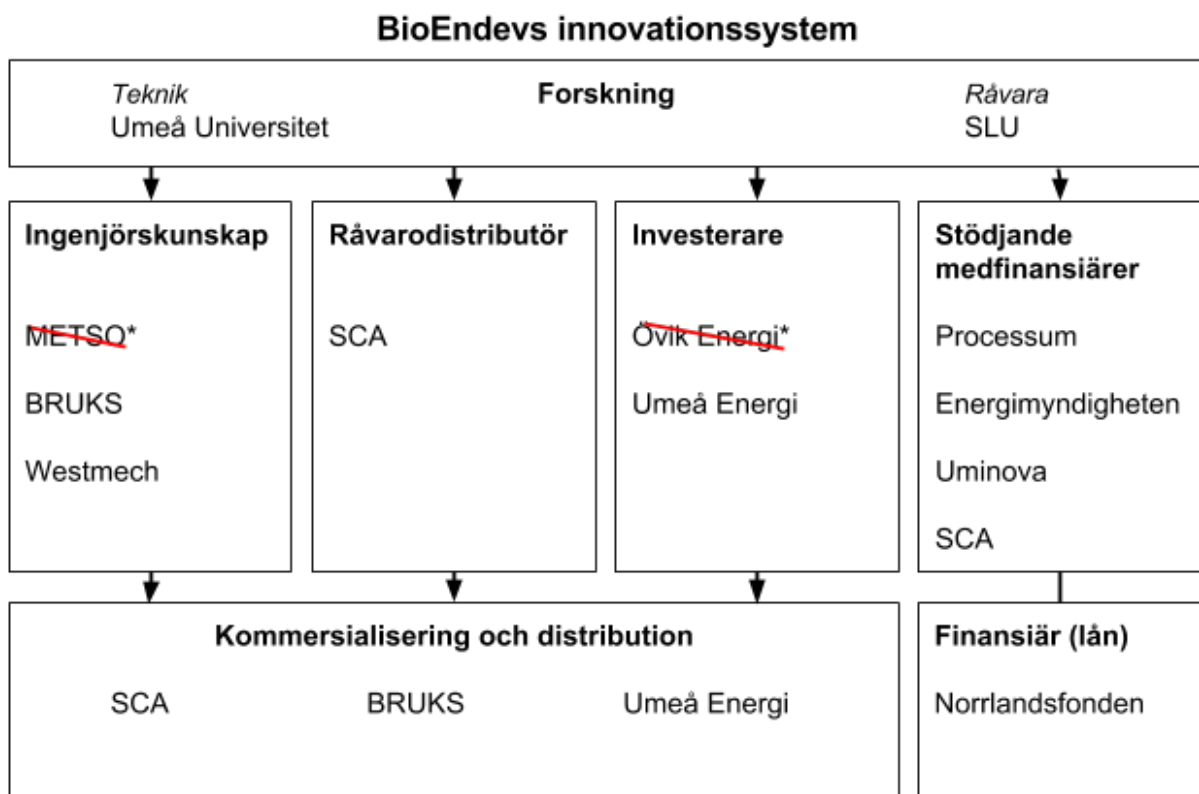 BioEndevs innovationssystem
Teknik
Umeå Universitet
Forskning
Råvara
SLU
Ingenjörskunskap
METSO*
BRUKS
Westmech
Råvarodistributör
SCA
Investerare
Övik Energi*
Umeå Energi
Stödjande
medfinansiärer
Processum
Energimyndigheten
Uminova
SCA
Kommersialisering och distribution
SCA BRUKS Umeå Energi
Finansiär (lån)
Norrlandsfonden